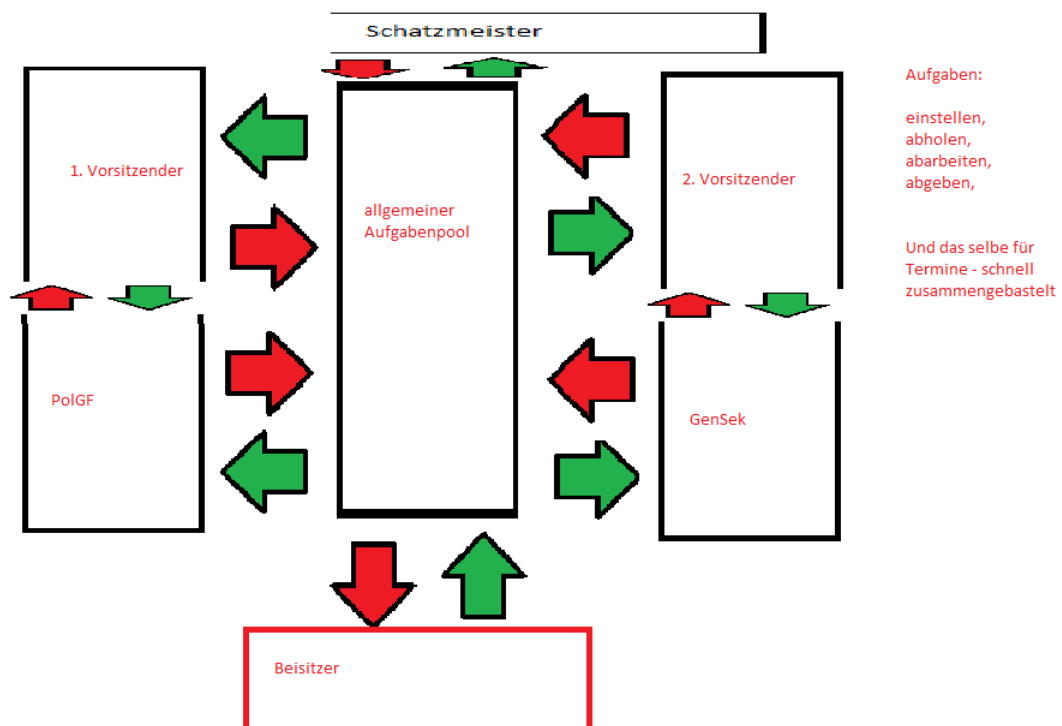 Schatzmeister
1. Vorsitzender
allgemeiner
Aufgabenpool
2. Vorsitzender
PolGF
GenSek
Beisitzer
Aufgaben:
einstellen,
abholen,
abarbeiten,
abgeben,
Und das selbe für
Termine - schnell
zusammengebastelt